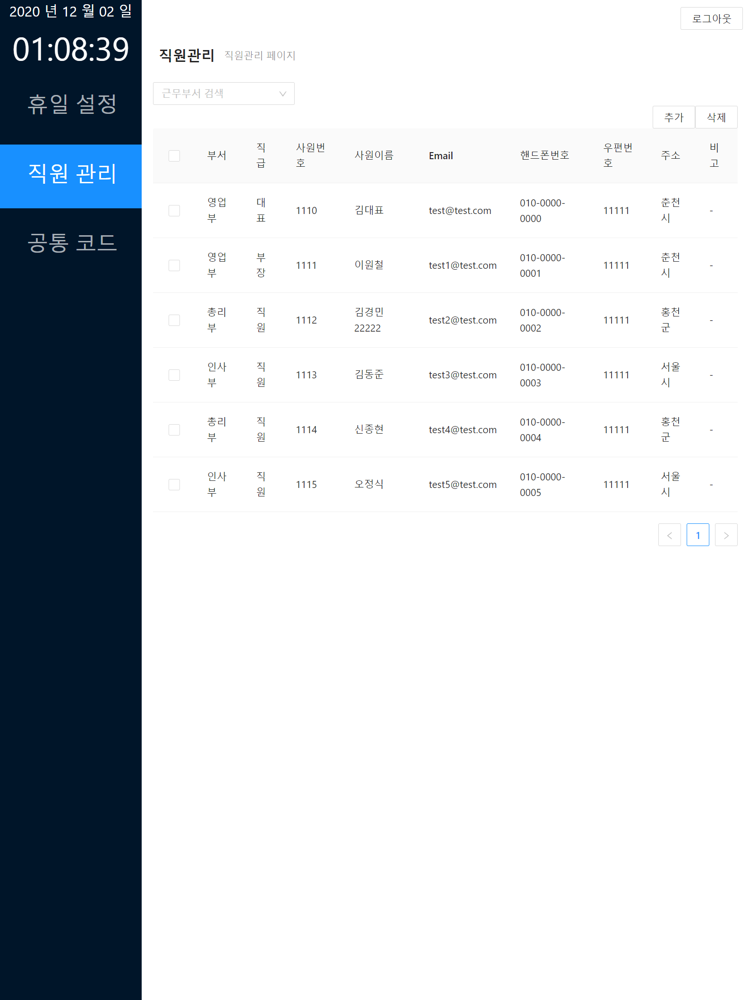 2020 년 12 월 02 일
01:08:39
휴일 설정
직원 관리
공통 코드
로그아웃
직원관리 직원관리 페이지
근무부서 검색
추가 삭제
부서 직급 사원번호 사원이름 Email 핸드폰번호 우편번호 주소 비고
영업부 대표 1110 김대표 test@test.com 010-0000-0000 11111 춘천시 -
영업부 부장 1111 이원철 test1@test.com 010-0000-0001 11111 춘천시 -
총리부 직원 1112 김경민22222 test2@test.com 010-0000-0002 11111 홍천군 -
인사부 직원 1113 김동준 test3@test.com 010-0000-0003 11111 서울시 -
총리부 직원 1114 신종현 test4@test.com 010-0000-0004 11111 홍천군 -
인사부 직원 1115 오정식 test5@test.com 010-0000-0005 11111 서울시 -
< 1 >